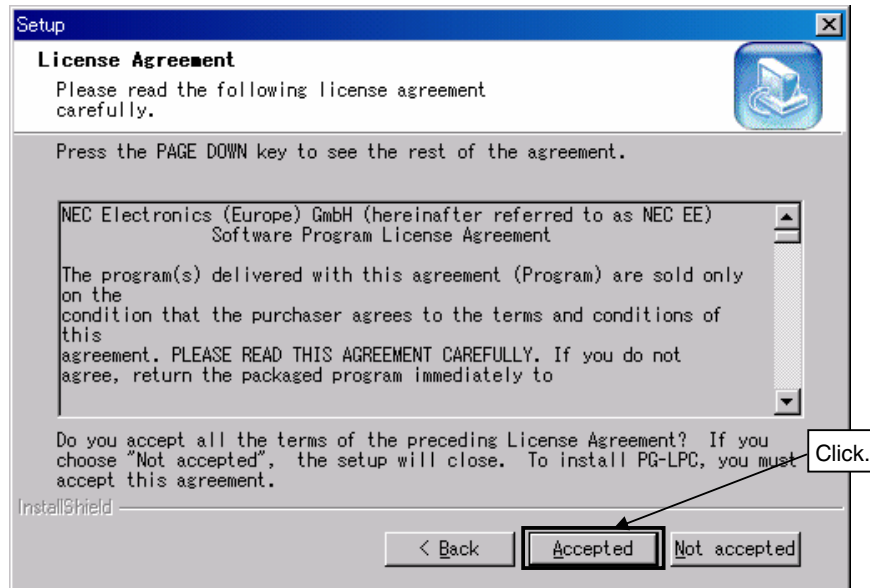 Setup
License Agreement
Please read the following license agreement
carefully.
Press the PAGE DOWN key to see the rest of the agreement.
NEC Electronics (Europe) GmbH (hereinafter referred to as NEC EE)
Software Program License Agreement
The program(s) delivered with this agreement (Program) are sold only
on the
condition that the purchaser agrees to the terms and conditions of
this
agreement. PLEASE READ THIS AGREEMENT CAREFULLY. If you do not
agree, return the packaged program immediately to
Do you accept all the terms of the preceding License Agreement? If you
choose "Not accepted", the setup will close. To install PG-LPC, you must
accept this agreement.
Click.
InstallShield
< Back Accepted Not accepted